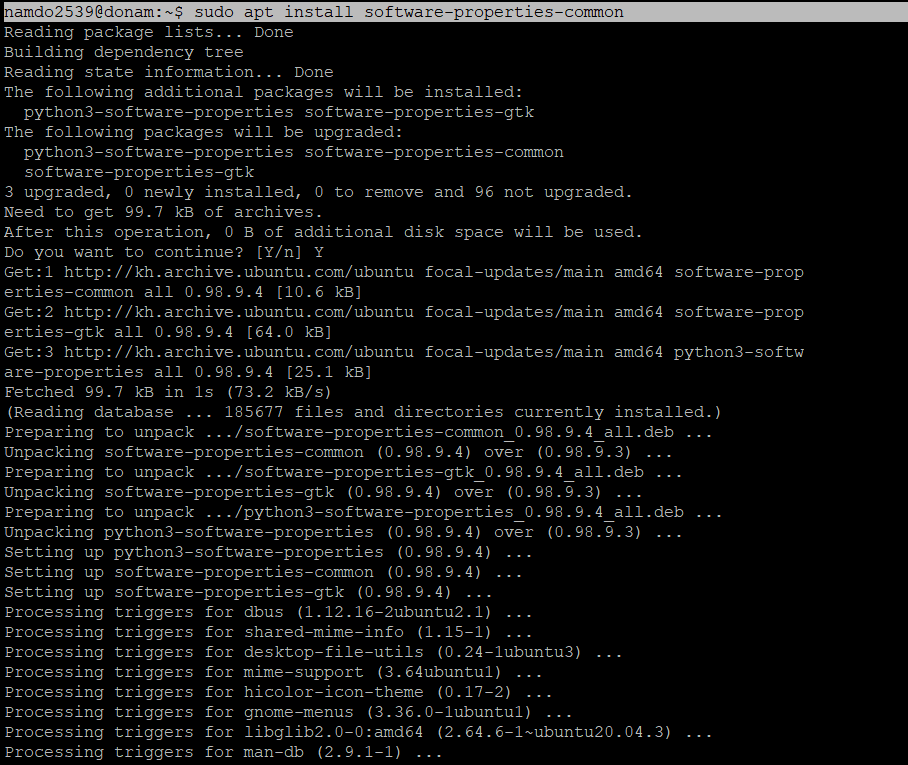 namdo2539@donam:~$ sudo apt install software-properties-common
Reading package lists... Done
Building dependency tree
Reading state information... Done
The following additional packages will be installed:
  python3-software-properties software-properties-gtk
The following packages will be upgraded:
  python3-software-properties software-properties-common
  software-properties-gtk
3 upgraded, 0 newly installed, 0 to remove and 96 not upgraded.
Need to get 99.7 kB of archives.
After this operation, 0 B of additional disk space will be used.
Do you want to continue? [Y/n] Y
Get:1 http://kh.archive.ubuntu.com/ubuntu focal-updates/main amd64 software-prop
erties-common all 0.98.9.4 [10.6 kB]
Get:2 http://kh.archive.ubuntu.com/ubuntu focal-updates/main amd64 software-prop
erties-gtk all 0.98.9.4 [64.0 kB]
Get:3 http://kh.archive.ubuntu.com/ubuntu focal-updates/main amd64 python3-softw
are-properties all 0.98.9.4 [25.1 kB]
Fetched 99.7 kB in 1s (73.2 kB/s)
(Reading database ... 185677 files and directories currently installed.)
Preparing to unpack .../software-properties-common_0.98.9.4_all.deb ...
Unpacking software-properties-common (0.98.9.4) over (0.98.9.3) ...
Preparing to unpack .../software-properties-gtk_0.98.9.4_all.deb ...
Unpacking software-properties-gtk (0.98.9.4) over (0.98.9.3) ...
Preparing to unpack .../python3-software-properties_0.98.9.4_all.deb ...
Unpacking python3-software-properties (0.98.9.4) over (0.98.9.3) ...
Setting up python3-software-properties (0.98.9.4) ...
Setting up software-properties-common (0.98.9.4) ...
Setting up software-properties-gtk (0.98.9.4) ...
Processing triggers for dbus (1.12.16-2ubuntu2.1) ...
Processing triggers for shared-mime-info (1.15-1) ...
Processing triggers for desktop-file-utils (0.24-1ubuntu3) ...
Processing triggers for mime-support (3.64ubuntu1) ...
Processing triggers for hicolor-icon-theme (0.17-2) ...
Processing triggers for gnome-menus (3.36.0-1ubuntu1) ...
Processing triggers for libglib2.0-0:amd64 (2.64.6-1~ubuntu20.04.3) ...
Processing triggers for man-db (2.9.1-1) ...